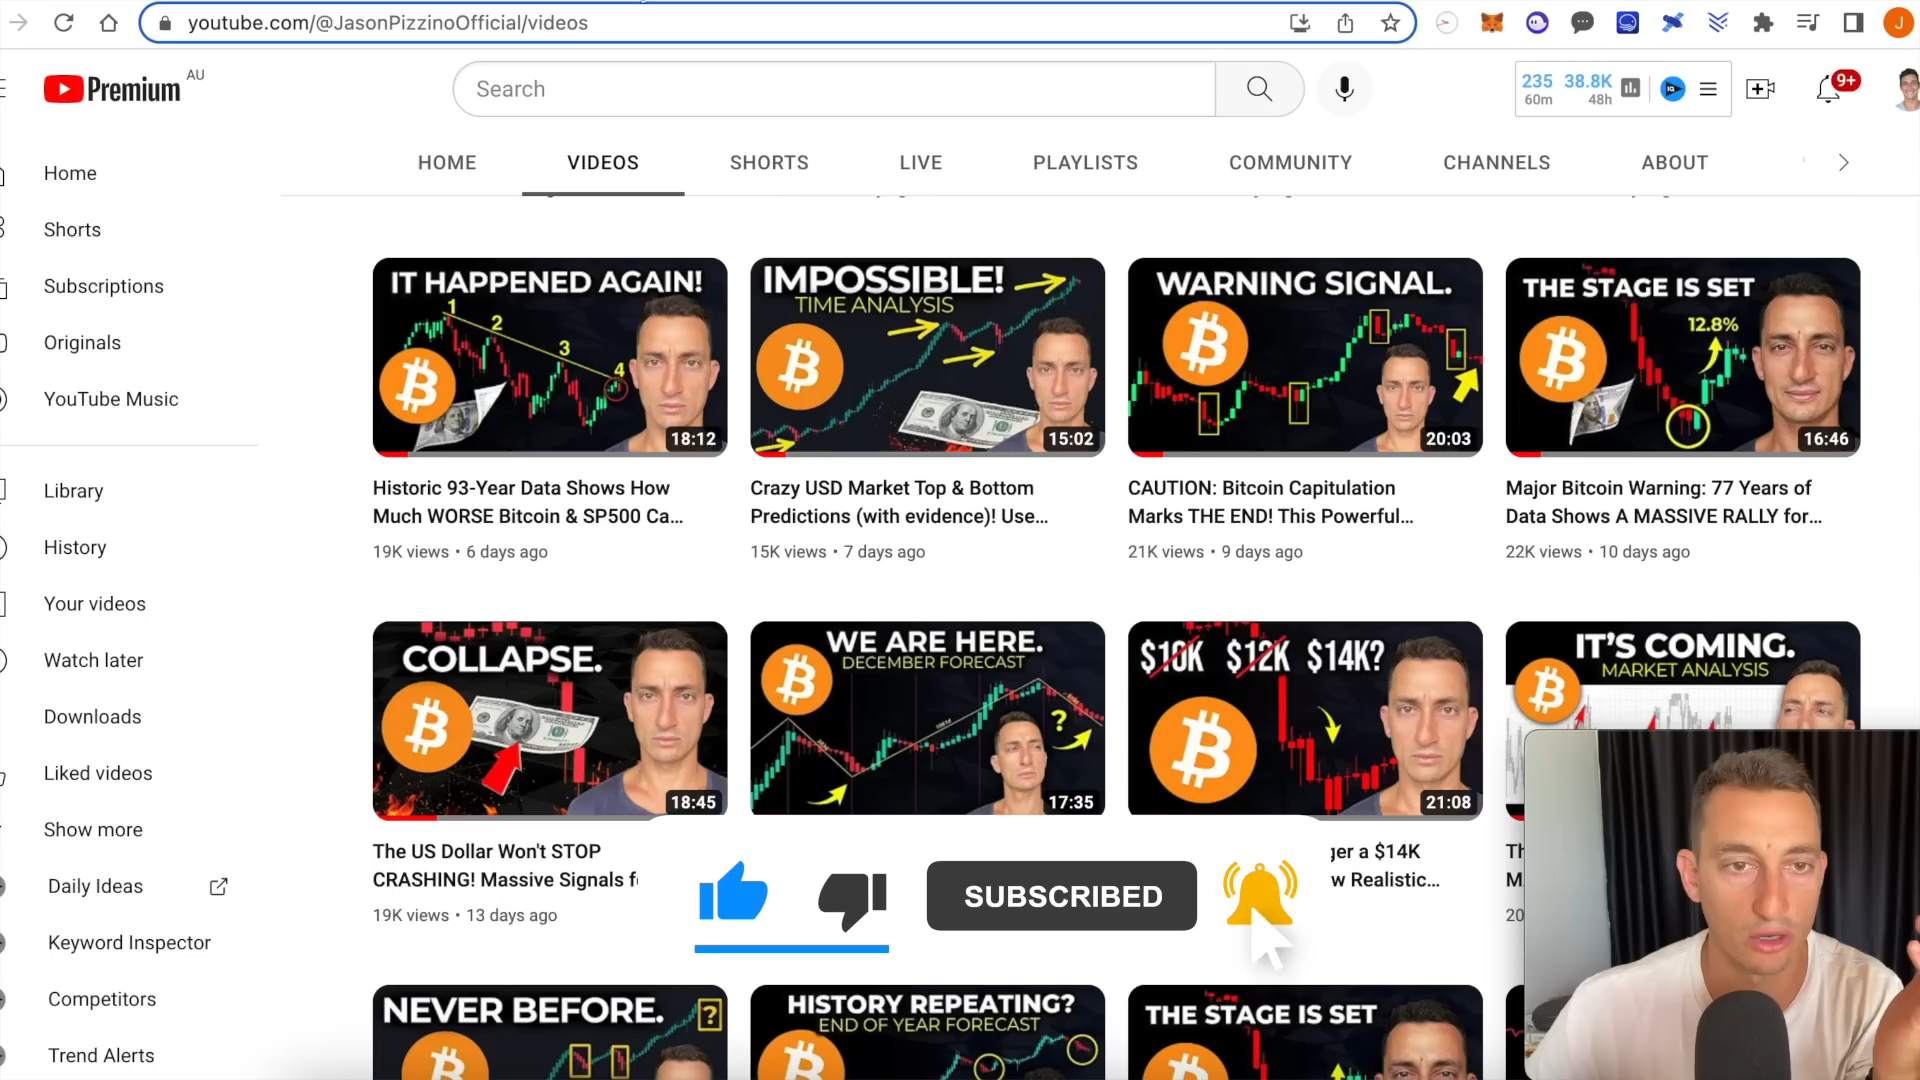 youtube.com/@JasonPizzinoOfficial/videos
J
Premium
AU
Search
235
38.8K
60m
48h
9+
HOME
VIDEOS
SHORTS
LIVE
PLAYLISTS
COMMUNITY
CHANNELS
ABOUT
Home
Shorts
Subscriptions
Originals
YouTube Music
Library
History
Your videos
Watch later
Downloads
Liked videos
Show more
Daily Ideas
Keyword Inspector
Competitors
Trend Alerts
IT HAPPENED AGAIN!
1
2
3
4
18:12
Historic 93-Year Data Shows How
Much WORSE Bitcoin & SP500 Ca...
19K views • 6 days ago
IMPOSSIBLE!
TIME ANALYSIS
15:02
Crazy USD Market Top & Bottom
Predictions (with evidence)! Use...
15K views • 7 days ago
WARNING SIGNAL.
20:03
CAUTION: Bitcoin Capitulation
Marks THE END! This Powerful...
21K views • 9 days ago
THE STAGE IS SET
12.8%
16:46
Major Bitcoin Warning: 77 Years of
Data Shows A MASSIVE RALLY for...
22K views • 10 days ago
COLLAPSE.
18:45
The US Dollar Won't STOP
CRASHING! Massive Signals f
19K views • 13 days ago
WE ARE HERE.
DECEMBER FORECAST
?
17:35
$10K $12K $14K?
21:08
ger a $14K
w Realistic...
IT'S COMING.
MARKET ANALYSIS
Th
M
20
SUBSCRIBED
NEVER BEFORE.
?
HISTORY REPEATING?
END OF YEAR FORECAST
THE STAGE IS SET